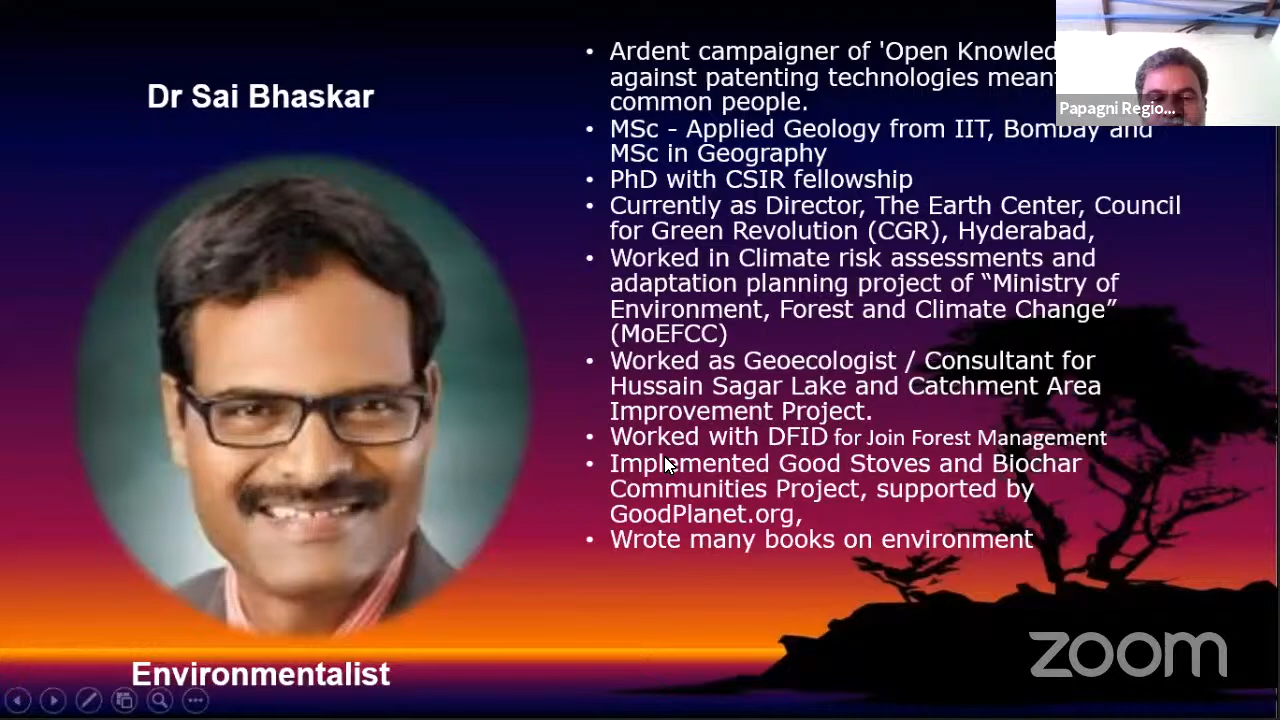 Dr Sai Bhaskar
• Ardent campaigner of 'Open
against patenting technologies
common people.
• MSc - Applied Geology from IIT, Bombay and
MSc in Geography
• PhD with CSIR fellowship
• Currently as Director, The Earth Center, Council
for Green Revolution (CGR), Hyderabad,
• Worked in Climate risk assessments and
adaptation planning project of “Ministry of
Environment, Forest and Climate Change”
(MoEFCC)
• Worked as Geoecologist / Consultant for
Hussain Sagar Lake and Catchment Area
Improvement Project.
• Worked with DFID for Join Forest Management
• Implemented Good Stoves and Biochar
Communities Project, supported by
GoodPlanet.org,
• Wrote many books on environment
Environmentalist
Papagni Regio...
zoom